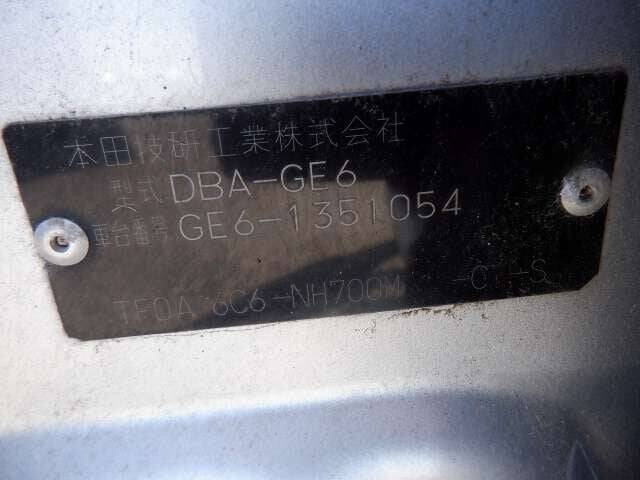 本田技研工業株式会社
型式 DBA-GE6
車台番号 GE6-1351054
TF0A 6C6-NH700M -C -S